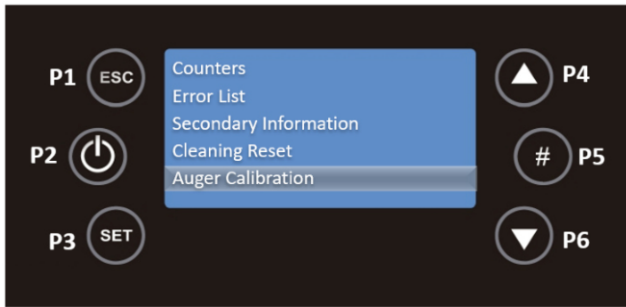 P1 ESC
Counters
Error List
Secondary Information
Cleaning Reset
Auger Calibration
P4
P2
# P5
P3 SET
P6